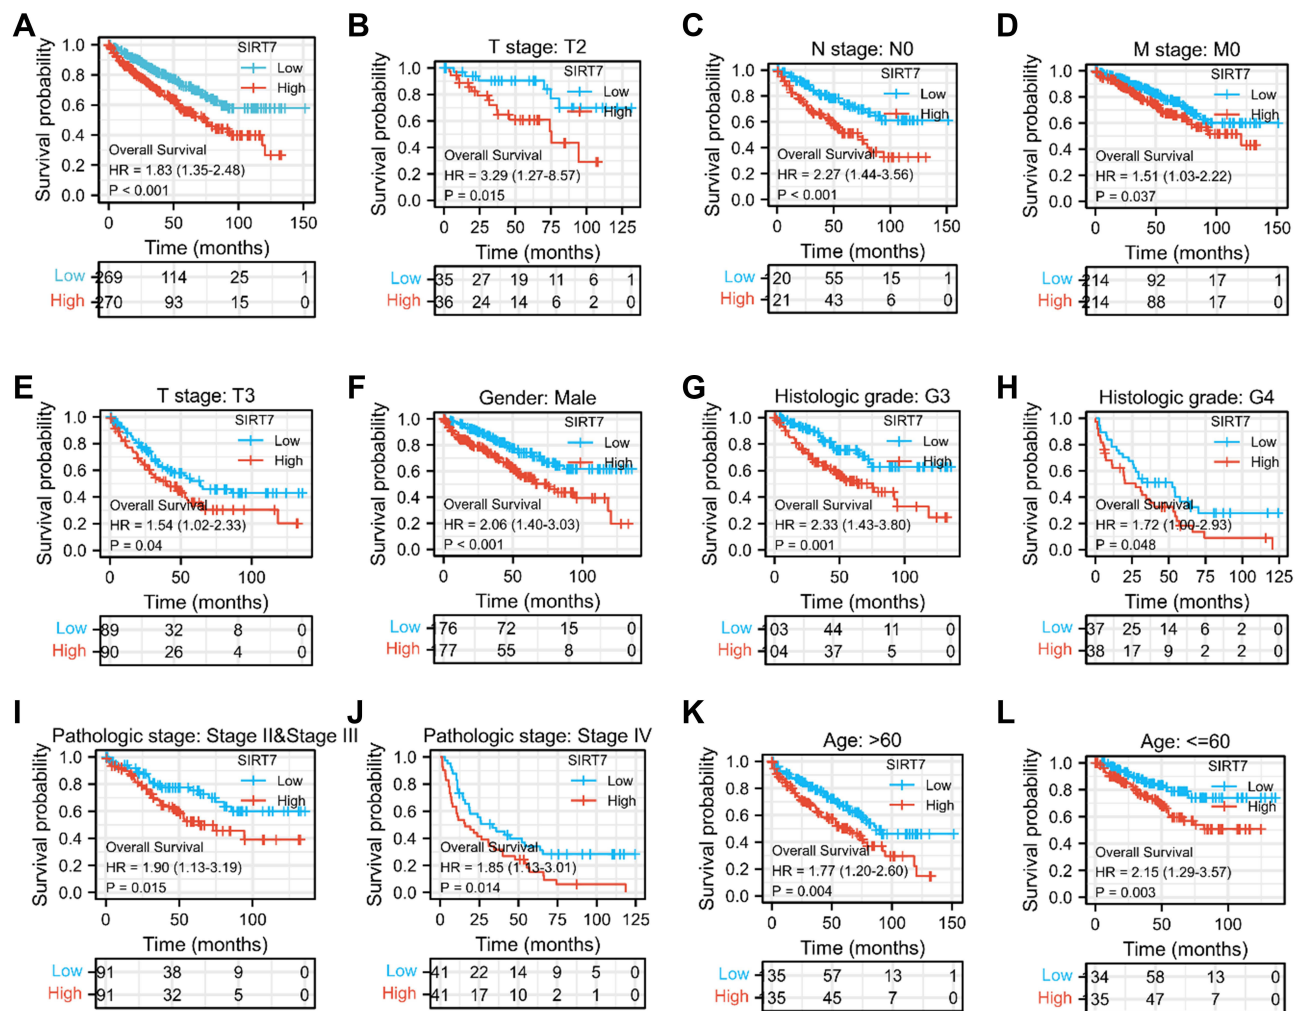 A
SIRT7
Low
High
Survival probability
1.0
0.8
0.6
0.4
0.2
0.0
Overall Survival
HR = 1.83 (1.35-2.48)
P < 0.001
0 50 100 150
Time (months)
Low 269 114 25 1
High 270 93 15 0
B
T stage: T2
SIRT7
Low
High
Survival probability
1.0
0.8
0.6
0.4
0.2
0.0
Overall Survival
HR = 3.29 (1.27-8.57)
P = 0.015
0 25 50 75 100 125
Time (months)
Low 35 27 19 11 6 1
High 36 24 14 6 2 0
C
N stage: N0
SIRT7
Low
High
Survival probability
1.0
0.8
0.6
0.4
0.2
0.0
Overall Survival
HR = 2.27 (1.44-3.56)
P < 0.001
0 50 100 150
Time (months)
Low 20 55 15 1
High 21 43 6 0
D
M stage: M0
SIRT7
Low
High
Survival probability
1.0
0.8
0.6
0.4
0.2
0.0
Overall Survival
HR = 1.51 (1.03-2.22)
P = 0.037
0 50 100 150
Time (months)
Low 214 92 17 1
High 214 88 17 0
E
T stage: T3
SIRT7
Low
High
Survival probability
1.0
0.8
0.6
0.4
0.2
0.0
Overall Survival
HR = 1.54 (1.02-2.33)
P = 0.04
0 50 100
Time (months)
Low 89 32 8 0
High 90 26 4 0
F
Gender: Male
SIRT7
Low
High
Survival probability
1.0
0.8
0.6
0.4
0.2
0.0
Overall Survival
HR = 2.06 (1.40-3.03)
P < 0.001
0 50 100
Time (months)
Low 76 72 15 0
High 77 55 8 0
G
Histologic grade: G3
SIRT7
Low
High
Survival probability
1.0
0.8
0.6
0.4
0.2
0.0
Overall Survival
HR = 2.33 (1.43-3.80)
P = 0.001
0 50 100
Time (months)
Low 03 44 11 0
High 04 37 5 0
H
Histologic grade: G4
SIRT7
Low
High
Survival probability
1.0
0.8
0.6
0.4
0.2
0.0
Overall Survival
HR = 1.72 (1.00-2.93)
P = 0.048
0 25 50 75 100 125
Time (months)
Low 37 25 14 6 2 0
High 38 17 9 2 2 0
I
Pathologic stage: Stage II&Stage III
SIRT7
Low
High
Survival probability
1.0
0.8
0.6
0.4
0.2
0.0
Overall Survival
HR = 1.90 (1.13-3.19)
P = 0.015
0 50 100
Time (months)
Low 91 38 9 0
High 91 32 5 0
J
Pathologic stage: Stage IV
SIRT7
Low
High
Survival probability
1.0
0.8
0.6
0.4
0.2
0.0
Overall Survival
HR = 1.85 (1.13-3.01)
P = 0.014
0 25 50 75 100 125
Time (months)
Low 41 22 14 9 5 0
High 41 17 10 2 1 0
K
Age: >60
SIRT7
Low
High
Survival probability
1.0
0.8
0.6
0.4
0.2
0.0
Overall Survival
HR = 1.77 (1.20-2.60)
P = 0.004
0 50 100 150
Time (months)
Low 35 57 13 1
High 35 45 7 0
L
Age: <=60
SIRT7
Low
High
Survival probability
1.0
0.8
0.6
0.4
0.2
0.0
Overall Survival
HR = 2.15 (1.29-3.57)
P = 0.003
0 50 100
Time (months)
Low 34 58 13 0
High 35 47 7 0